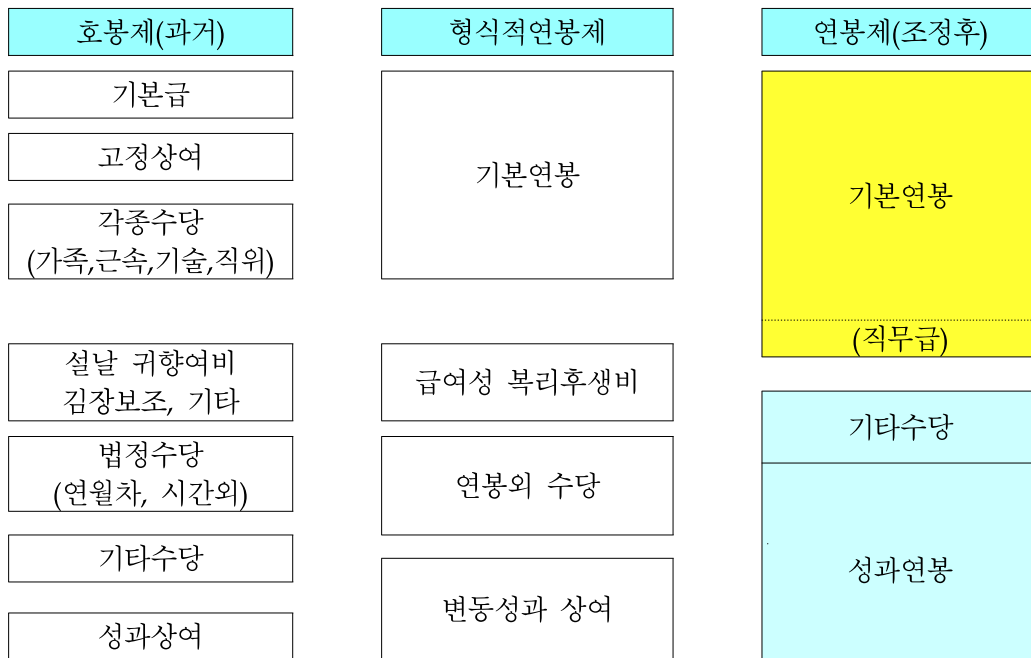 호봉제(과거)
형식적연봉제
연봉제(조정후)
기본급
고정상여
각종수당
(가족,근속,기술,직위)
설날 귀향여비
김장보조, 기타
법정수당
(연월차, 시간외)
기타수당
성과상여
기본연봉
급여성 복리후생비
연봉외 수당
변동성과 상여
기본연봉
(직무급)
기타수당
성과연봉